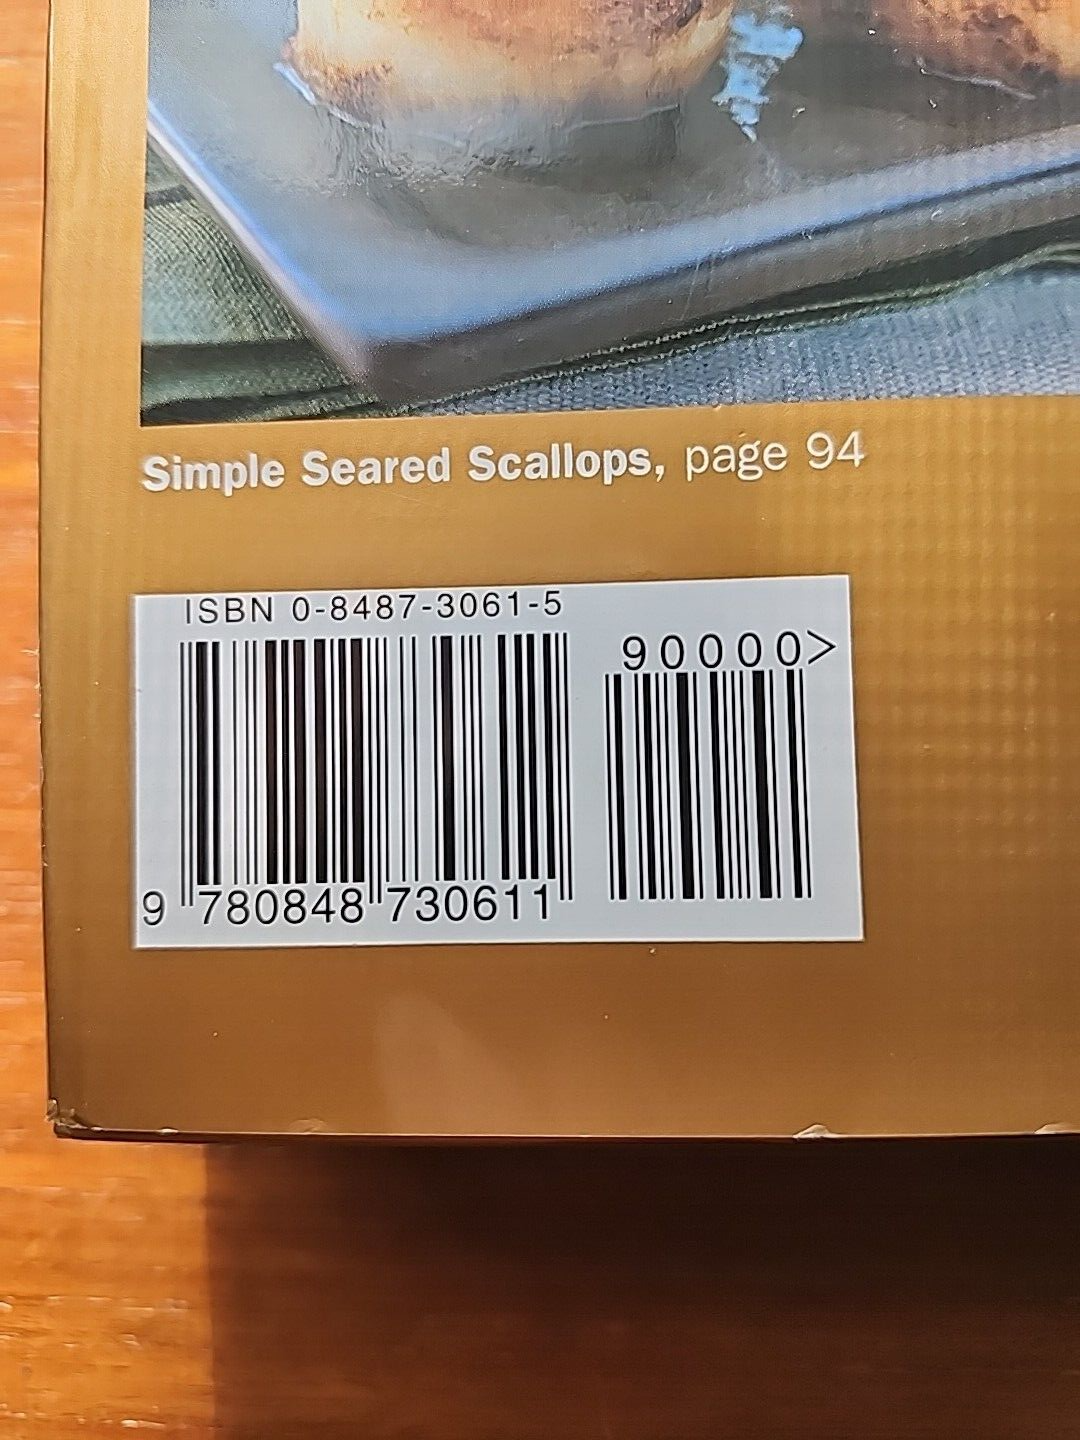 Simple Seared Scallops, page 94
ISBN 0-8487-3061-5
90000>
9 780848 730611